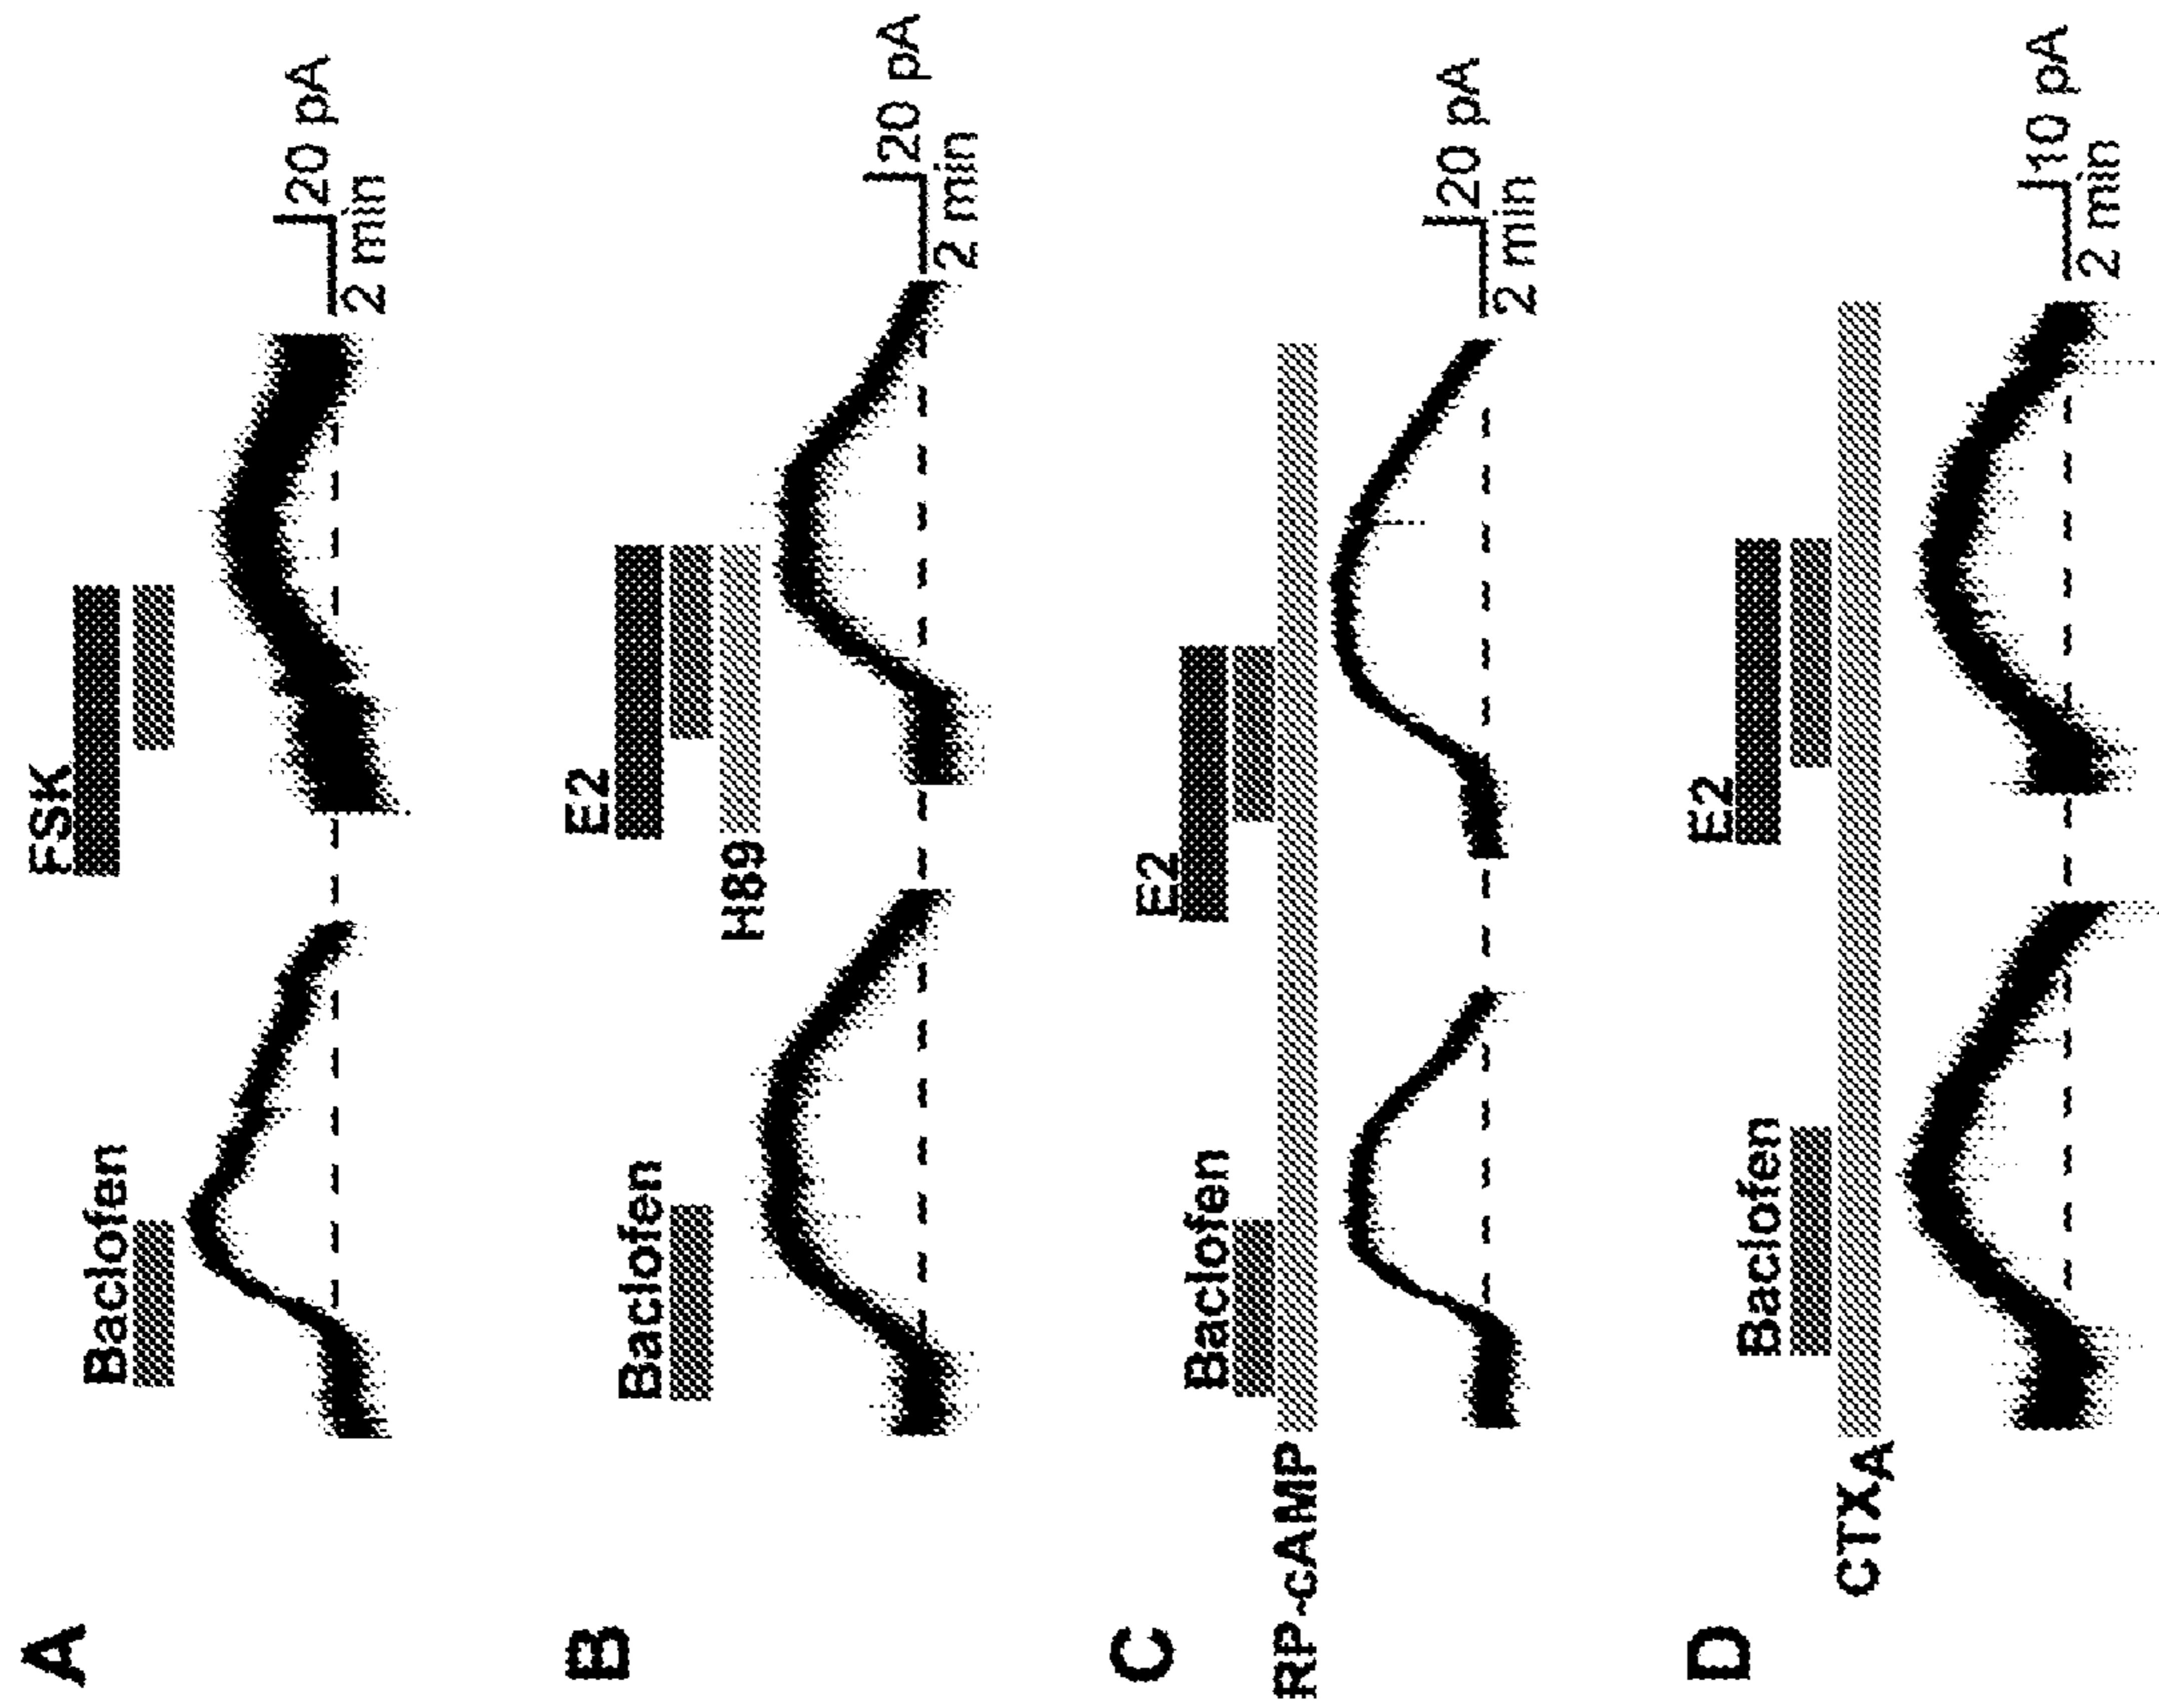 A
Baclofen
FSK
20 pA
2 min
B
Baclofen
E2
H89
20 pA
2 min
C
Baclofen
E2
RP-cAMP
20 pA
2 min
D
Baclofen
E2
CTXA
10 pA
2 min